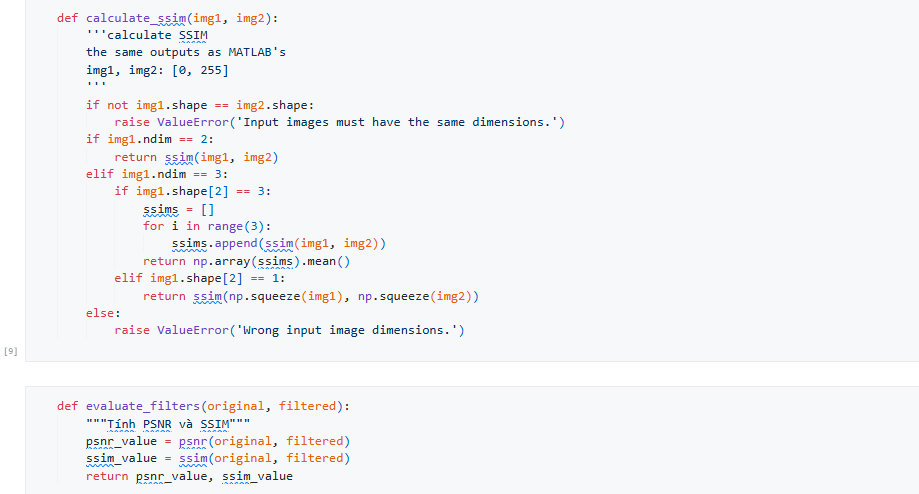 def calculate_ssim(img1, img2):
    '''calculate SSIM
    the same outputs as MATLAB's
    img1, img2: [0, 255]
    '''
    if not img1.shape == img2.shape:
        raise ValueError('Input images must have the same dimensions.')
    if img1.ndim == 2:
        return ssim(img1, img2)
    elif img1.ndim == 3:
        if img1.shape[2] == 3:
            ssims = []
            for i in range(3):
                ssims.append(ssim(img1, img2))
            return np.array(ssims).mean()
        elif img1.shape[2] == 1:
            return ssim(np.squeeze(img1), np.squeeze(img2))
    else:
        raise ValueError('Wrong input image dimensions.')
[9]
def evaluate_filters(original, filtered):
    """Tính PSNR và SSIM"""
    psnr_value = psnr(original, filtered)
    ssim_value = ssim(original, filtered)
    return psnr_value, ssim_value